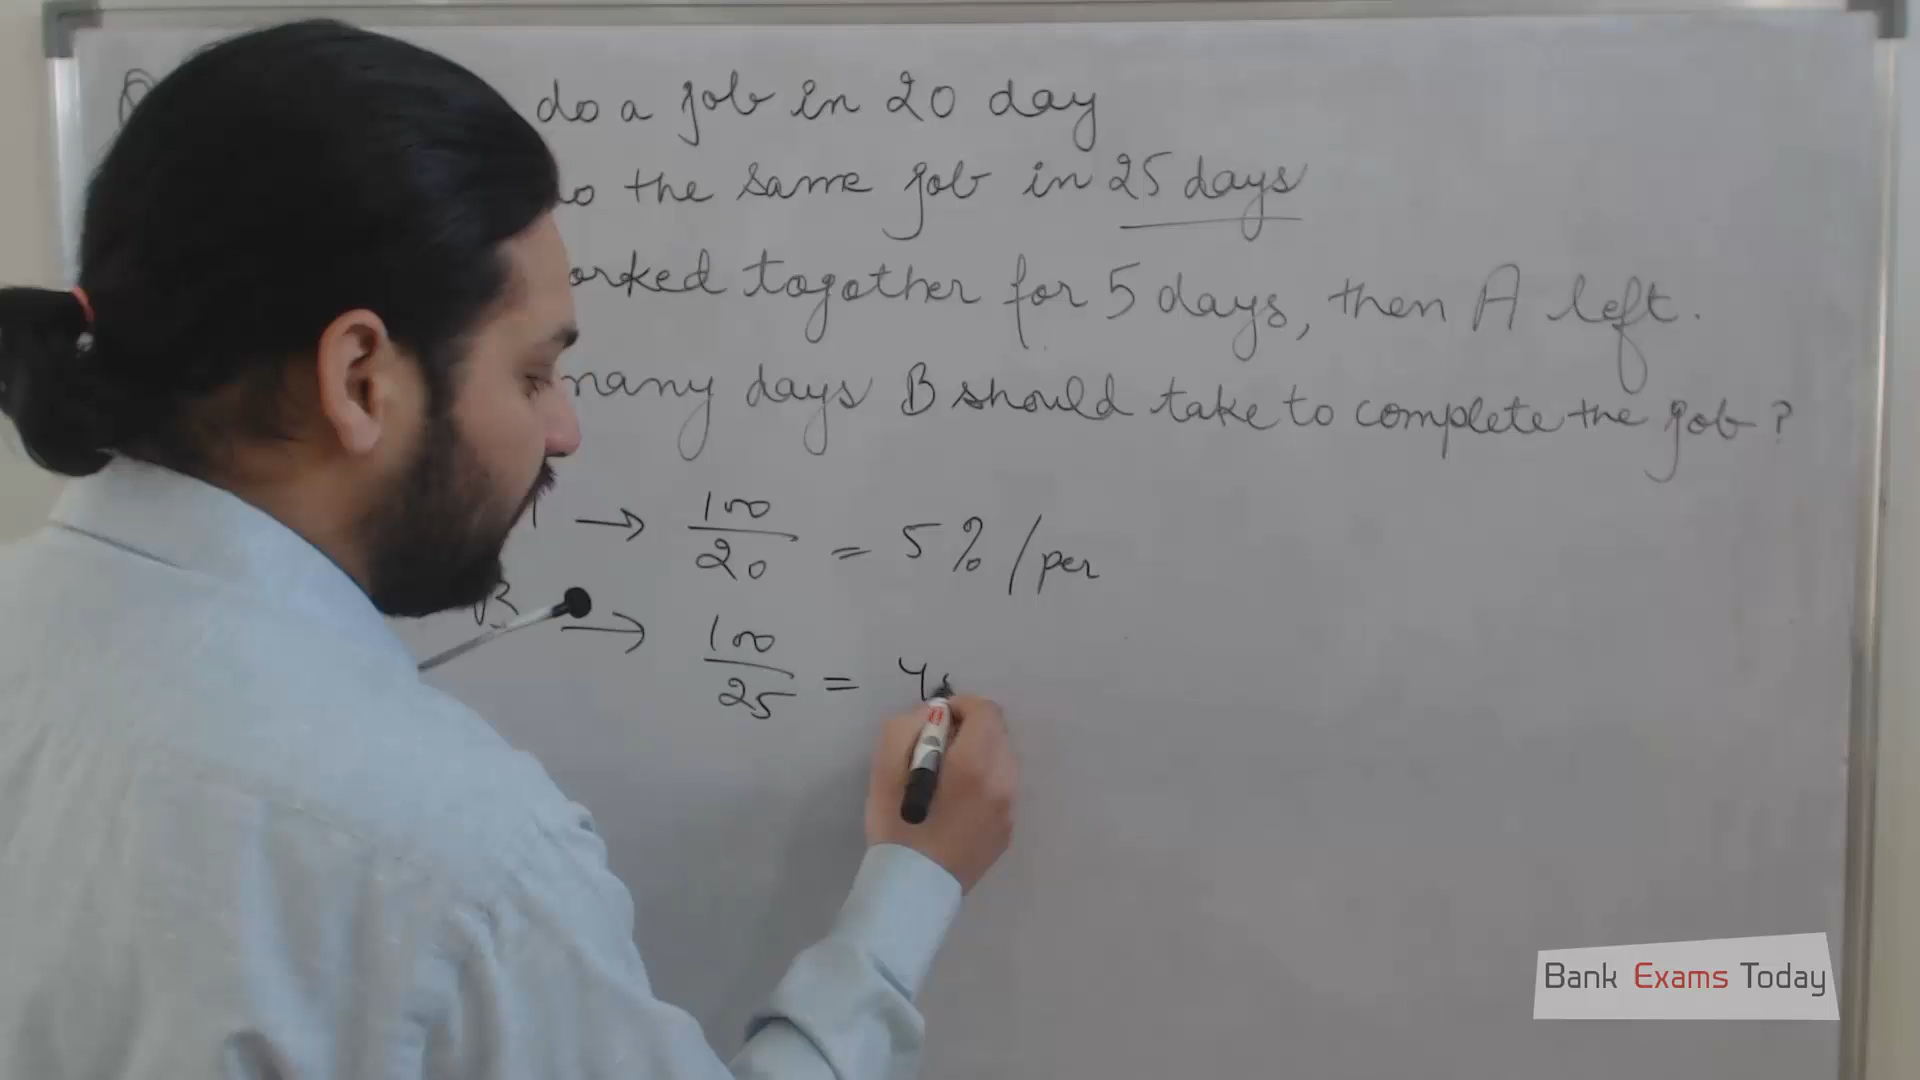 do a job in 20 day
the same job in 25 days
together for 5 days, then A left.
many days B should take to complete the job?
→ 100/20 = 5% / per
B → 100/25 = 4
Bank Exams Today